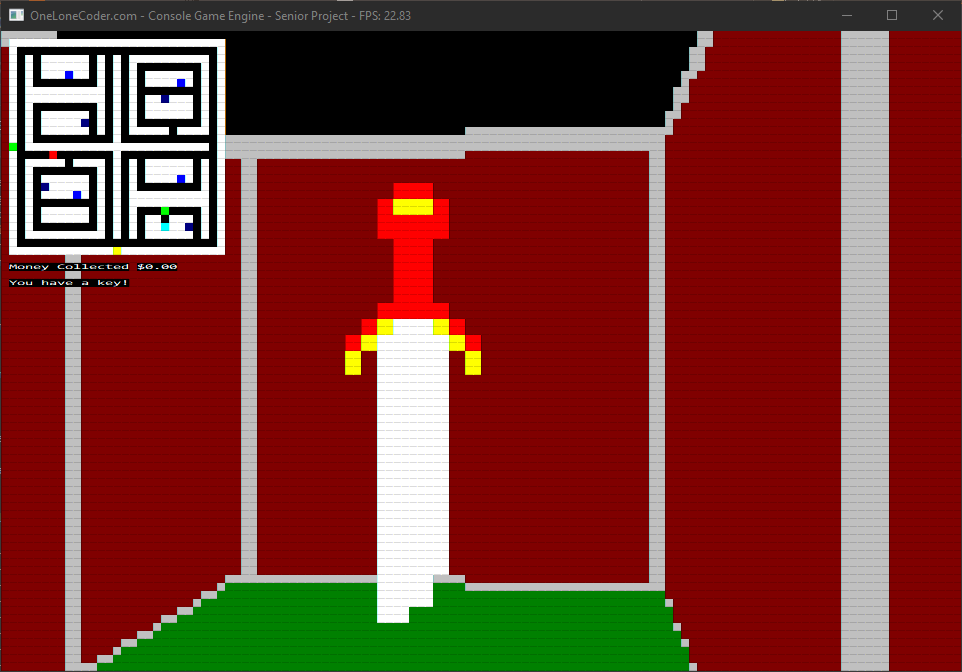 OneLoneCoder.com - Console Game Engine - Senior Project - FPS: 22.83
Money Collected $0.00
You have a key!